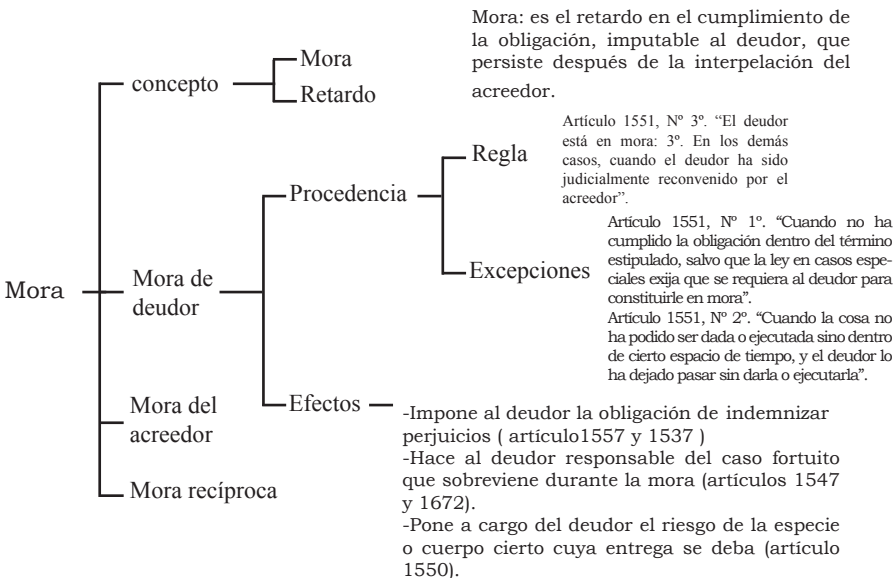 Mora: es el retardo en el cumplimiento de
la obligación, imputable al deudor, que
persiste después de la interpelación del
acreedor.
concepto
Mora
Retardo
Artículo 1551, Nº 3º. “El deudor
está en mora: 3º. En los demás
casos, cuando el deudor ha sido
judicialmente reconvenido por el
acreedor”.
Regla
Procedencia
Artículo 1551, Nº 1º. “Cuando no ha
cumplido la obligación dentro del término
estipulado, salvo que la ley en casos espe-
ciales exija que se requiera al deudor para
constituirle en mora”.
Artículo 1551, Nº 2º. “Cuando la cosa no
ha podido ser dada o ejecutada sino dentro
de cierto espacio de tiempo, y el deudor lo
ha dejado pasar sin darla o ejecutarla”.
Excepciones
Mora
Mora de
deudor
Efectos
-Impone al deudor la obligación de indemnizar
perjuicios ( artículo1557 y 1537 )
-Hace al deudor responsable del caso fortuito
que sobreviene durante la mora (artículos 1547
y 1672).
-Pone a cargo del deudor el riesgo de la especie
o cuerpo cierto cuya entrega se deba (artículo
1550).
Mora del
acreedor
Mora recíproca